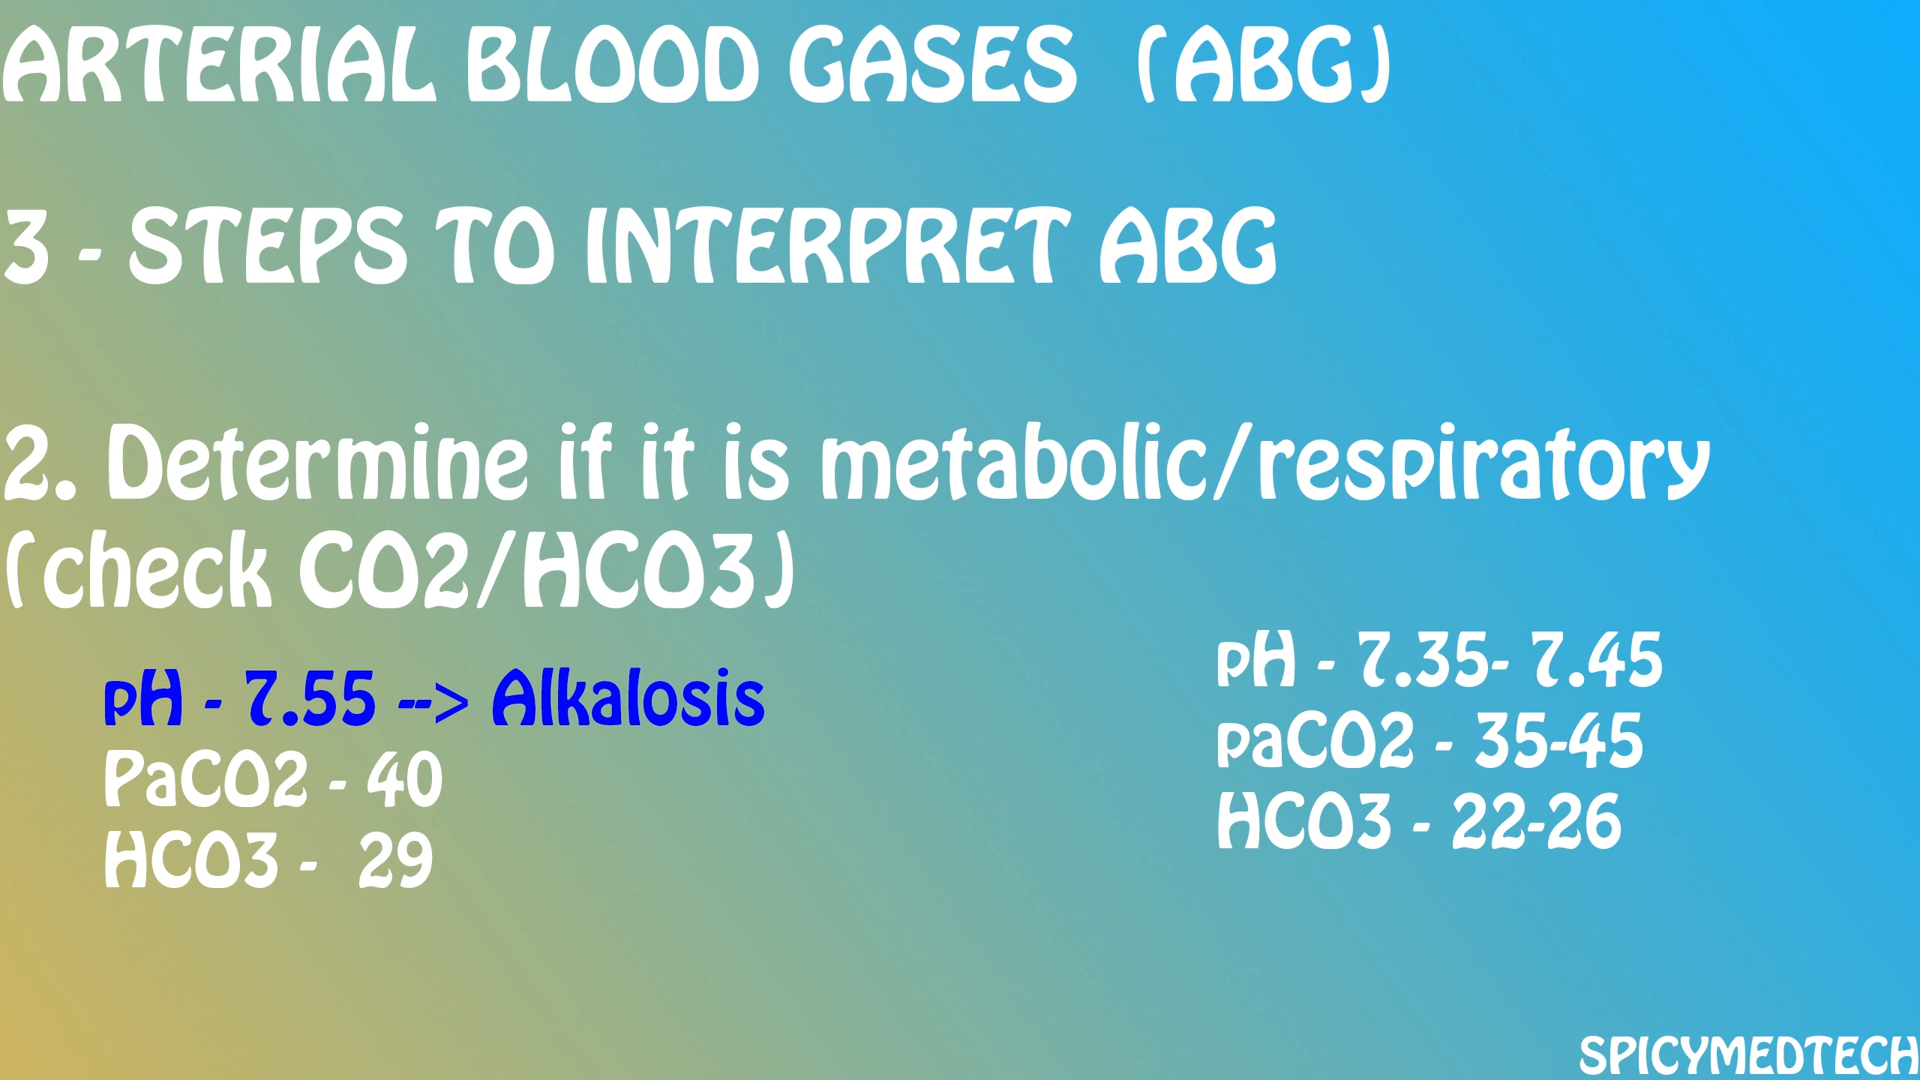 ARTERIAL BLOOD GASES (ABG)
3 - STEPS TO INTERPRET ABG
2. Determine if it is metabolic/respiratory
(check CO2/HCO3)
pH - 7.55 --> Alkalosis
PaCO2 - 40
HCO3 - 29
pH - 7.35- 7.45
paCO2 - 35-45
HCO3 - 22-26
SPICYMEDTECH